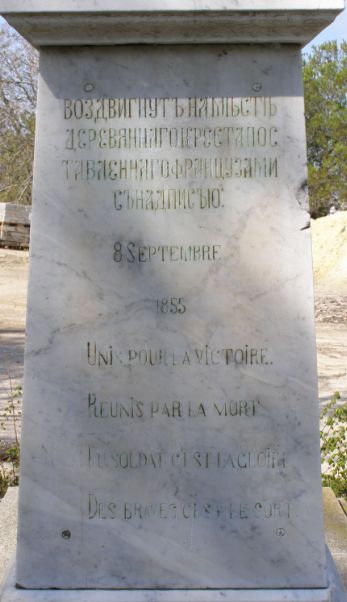 ВОЗДВИГНУТЪ НА МѢСТѢ
ДЕРЕВЯННАГО КРЕСТА ПОС
ТАВЛЕННАГО ФРАНЦУЗАМИ
СЪ НАДПИСЬЮ:
8 SEPTEMBRE
1855
UNIS POUR LA VICTOIRE.
REUNIS PAR LA MORT
DU SOLDAT C'EST LA GLOIRE
DES BRAVES C'EST LE SORT